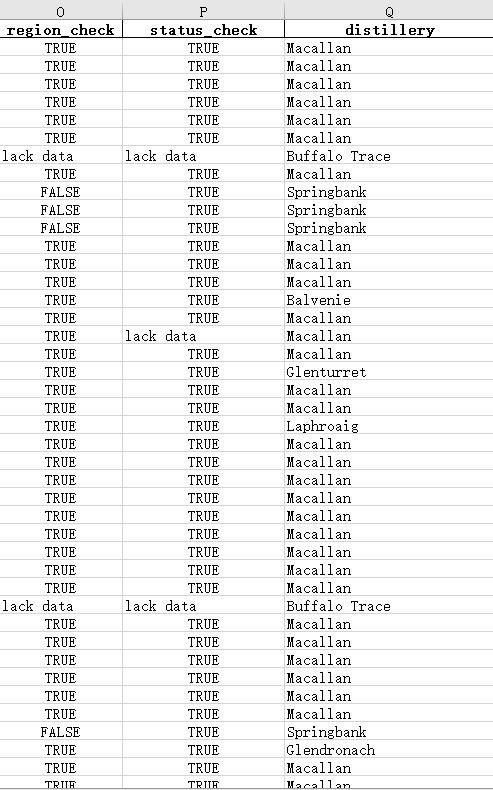 O P Q
region_check status_check distillery
TRUE TRUE Macallan
TRUE TRUE Macallan
TRUE TRUE Macallan
TRUE TRUE Macallan
TRUE TRUE Macallan
TRUE TRUE Macallan
lack data lack data Buffalo Trace
TRUE TRUE Macallan
FALSE TRUE Springbank
FALSE TRUE Springbank
FALSE TRUE Springbank
TRUE TRUE Macallan
TRUE TRUE Macallan
TRUE TRUE Macallan
TRUE TRUE Balvenie
TRUE TRUE Macallan
TRUE lack data Macallan
TRUE TRUE Macallan
TRUE TRUE Glenturret
TRUE TRUE Macallan
TRUE TRUE Macallan
TRUE TRUE Laphroaig
TRUE TRUE Macallan
TRUE TRUE Macallan
TRUE TRUE Macallan
TRUE TRUE Macallan
TRUE TRUE Macallan
TRUE TRUE Macallan
TRUE TRUE Macallan
TRUE TRUE Macallan
TRUE TRUE Macallan
lack data lack data Buffalo Trace
TRUE TRUE Macallan
TRUE TRUE Macallan
TRUE TRUE Macallan
TRUE TRUE Macallan
TRUE TRUE Macallan
TRUE TRUE Macallan
FALSE TRUE Springbank
TRUE TRUE Glendronach
TRUE TRUE Macallan
TRUE TRUE Macallan